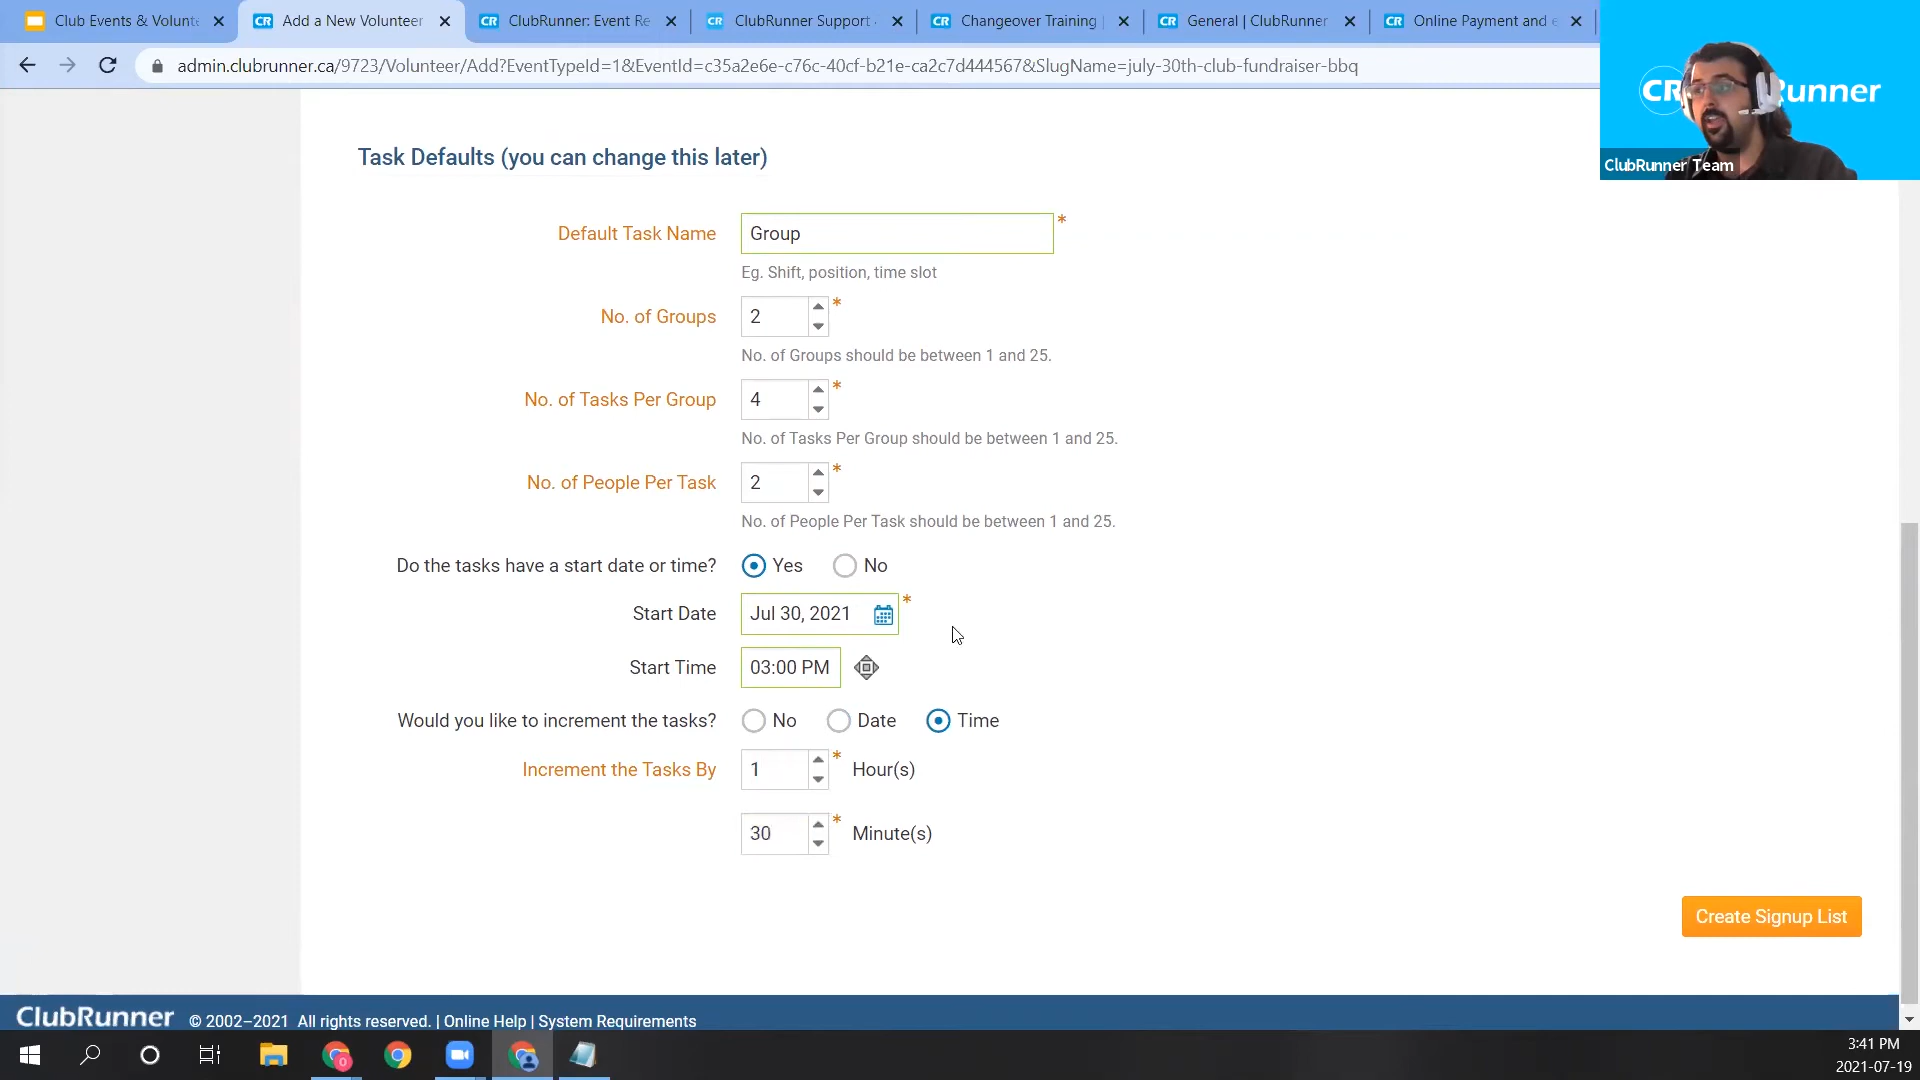 Club Events & Volunte
Add a New Volunteer
CR ClubRunner: Event Re
CR ClubRunner Support
CR Changeover Training
CR General | ClubRunner
CR Online Payment and e
admin.clubrunner.ca/9723/Volunteer/Add?EventTypeId=1&EventId=c35a2e6e-c76c-40cf-b21e-ca2c7d444567&SlugName=july-30th-club-fundraiser-bbq
CR unner
ClubRunner Team
Task Defaults (you can change this later)
Default Task Name Group *
Eg. Shift, position, time slot
No. of Groups 2 *
No. of Groups should be between 1 and 25.
No. of Tasks Per Group 4 *
No. of Tasks Per Group should be between 1 and 25.
No. of People Per Task 2 *
No. of People Per Task should be between 1 and 25.
Do the tasks have a start date or time? Yes No
Start Date Jul 30, 2021 *
Start Time 03:00 PM
Would you like to increment the tasks? No Date Time
Increment the Tasks By 1 * Hour(s)
30 * Minute(s)
Create Signup List
ClubRunner © 2002–2021 All rights reserved. | Online Help | System Requirements
3:41 PM
2021-07-19